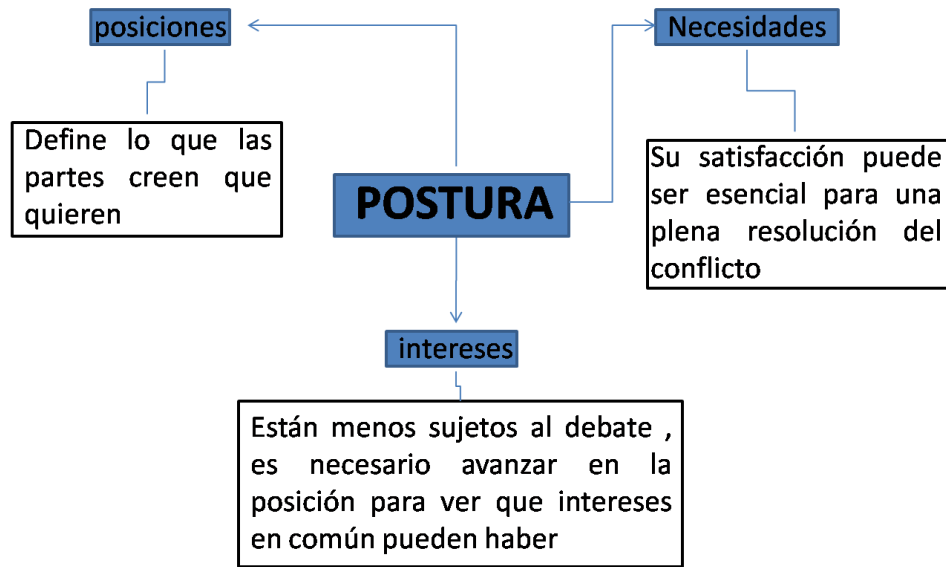 posiciones
Necesidades
Define lo que las
partes creen que
quieren
Su satisfacción puede
ser esencial para una
plena resolución del
conflicto
POSTURA
intereses
Están menos sujetos al debate ,
es necesario avanzar en la
posición para ver que intereses
en común pueden haber